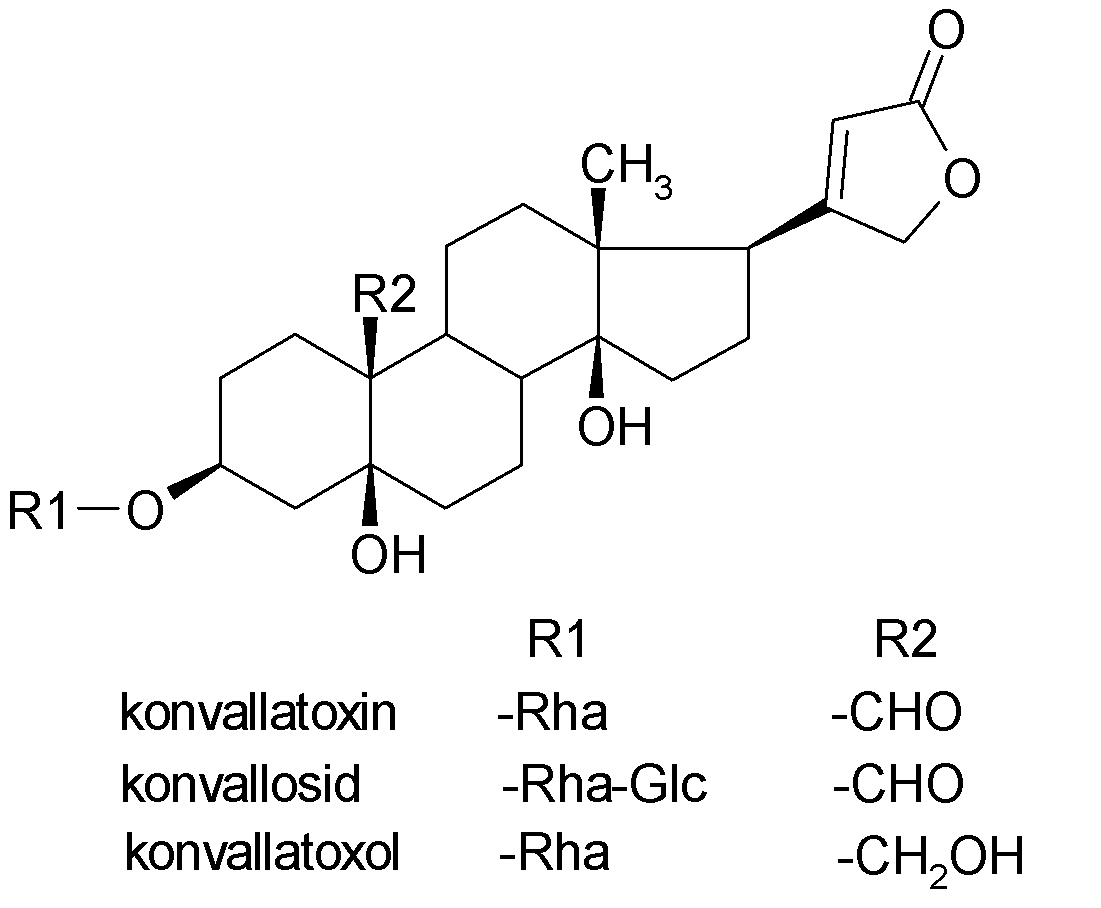 O
CH3
O
R2
OH
R1—O
OH
R1 R2
konvallatoxin -Rha -CHO
konvallosid -Rha-Glc -CHO
konvallatoxol -Rha -CH2OH